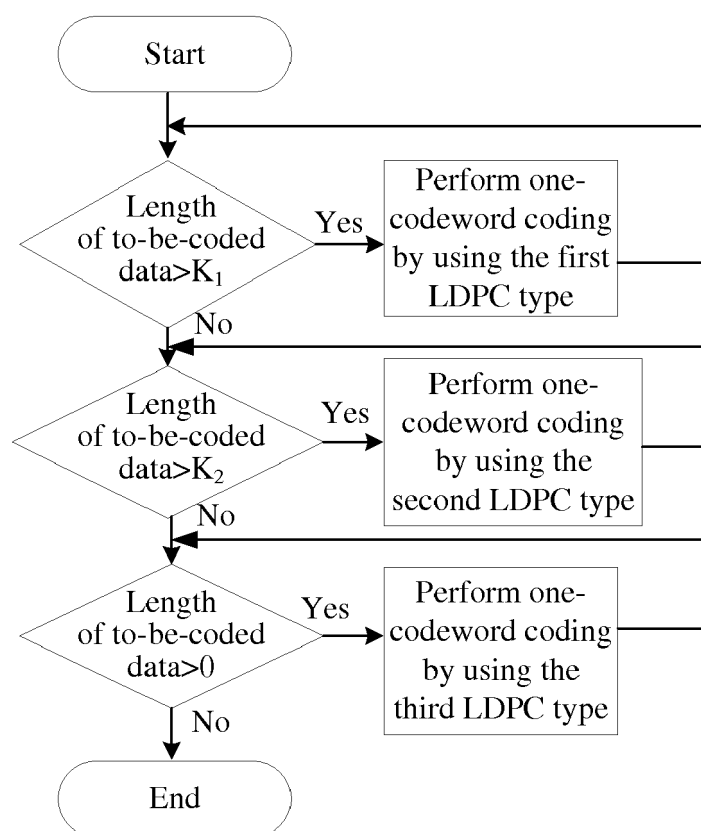 Start
Length
of to-be-coded
data>K₁
Yes
Perform one-
codeword coding
by using the first
LDPC type
No
Length
of to-be-coded
data>K₂
Yes
Perform one-
codeword coding
by using the
second LDPC type
No
Length
of to-be-coded
data>0
Yes
Perform one-
codeword coding
by using the
third LDPC type
No
End